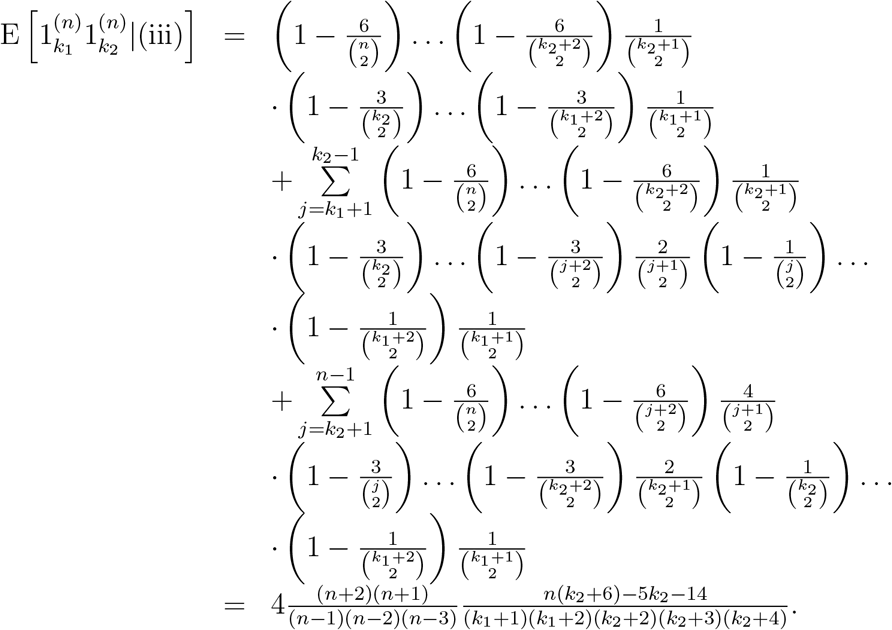 E [1_{k_1}^{(n)} 1_{k_2}^{(n)} |(iii)] = (1 − 6/\binom{n}{2}) … (1 − 6/\binom{k_2+2}{2}) 1/\binom{k_2+1}{2}
· (1 − 3/\binom{k_2}{2}) … (1 − 3/\binom{k_1+2}{2}) 1/\binom{k_1+1}{2}
+ \sum_{j=k_1+1}^{k_2−1} (1 − 6/\binom{n}{2}) … (1 − 6/\binom{k_2+2}{2}) 1/\binom{k_2+1}{2}
· (1 − 3/\binom{k_2}{2}) … (1 − 3/\binom{j+2}{2}) 2/\binom{j+1}{2} (1 − 1/\binom{j}{2}) …
· (1 − 1/\binom{k_1+2}{2}) 1/\binom{k_1+1}{2}
+ \sum_{j=k_2+1}^{n−1} (1 − 6/\binom{n}{2}) … (1 − 6/\binom{j+2}{2}) 4/\binom{j+1}{2}
· (1 − 3/\binom{j}{2}) … (1 − 3/\binom{k_2+2}{2}) 2/\binom{k_2+1}{2} (1 − 1/\binom{k_2}{2}) …
· (1 − 1/\binom{k_1+2}{2}) 1/\binom{k_1+1}{2}
= 4 \frac{(n+2)(n+1)}{(n−1)(n−2)(n−3)} \frac{n(k_2+6)−5k_2−14}{(k_1+1)(k_1+2)(k_2+2)(k_2+3)(k_2+4)}.